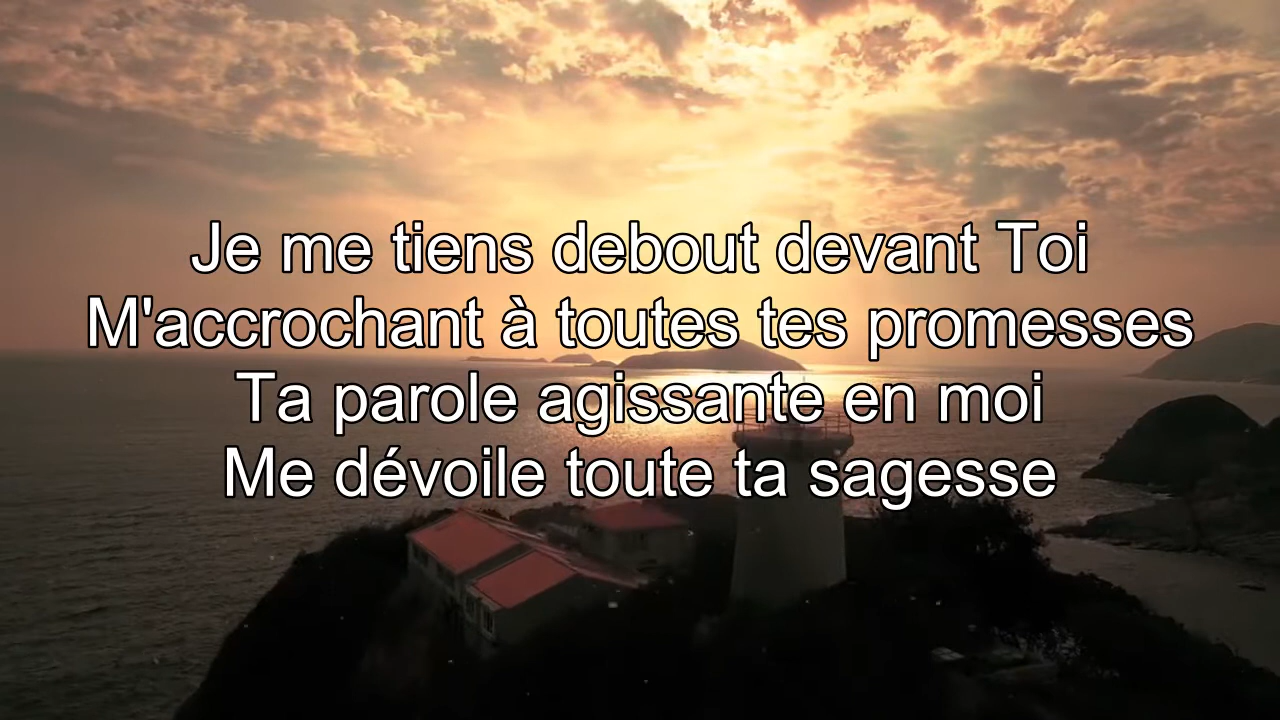 Je me tiens debout devant Toi
M'accrochant à toutes tes promesses
Ta parole agissante en moi
Me dévoile toute ta sagesse